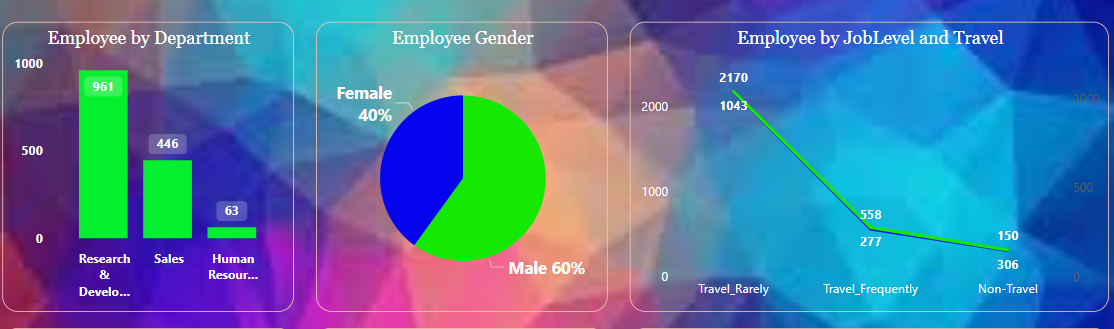 Employee by Department
1000
500
0
961
446
63
Research
&
Develo...
Sales
Human
Resour...
Employee Gender
Female
40%
Male 60%
Employee by JobLevel and Travel
2000
1000
0
2170
1043
558
277
150
306
1000
500
0
Travel_Rarely
Travel_Frequently
Non-Travel